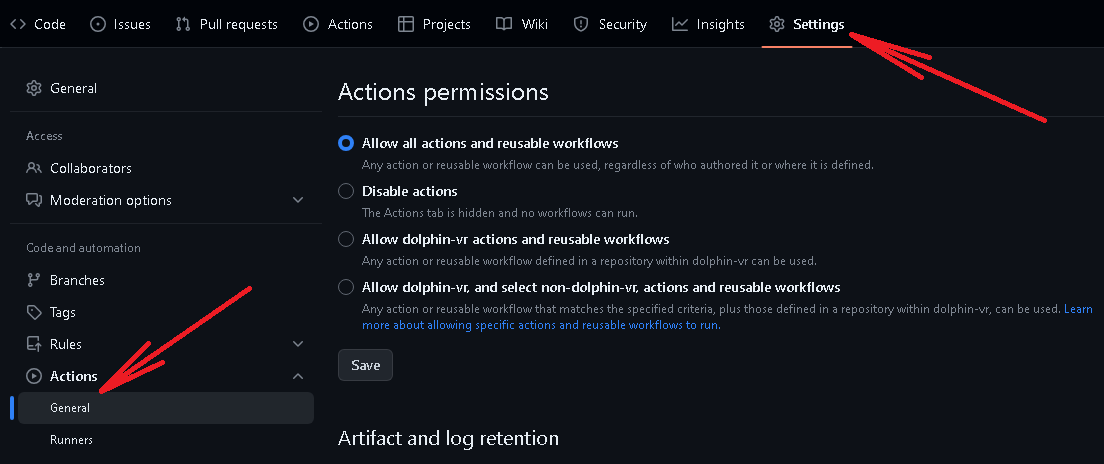 Code Issues Pull requests Actions Projects Wiki Security Insights Settings
General
Access
Collaborators
Moderation options
Code and automation
Branches
Tags
Rules
Actions
General
Runners
Actions permissions
Allow all actions and reusable workflows
Any action or reusable workflow can be used, regardless of who authored it or where it is defined.
Disable actions
The Actions tab is hidden and no workflows can run.
Allow dolphin-vr actions and reusable workflows
Any action or reusable workflow defined in a repository within dolphin-vr can be used.
Allow dolphin-vr, and select non-dolphin-vr, actions and reusable workflows
Any action or reusable workflow that matches the specified criteria, plus those defined in a repository within dolphin-vr, can be used. Learn
more about allowing specific actions and reusable workflows to run.
Save
Artifact and log retention